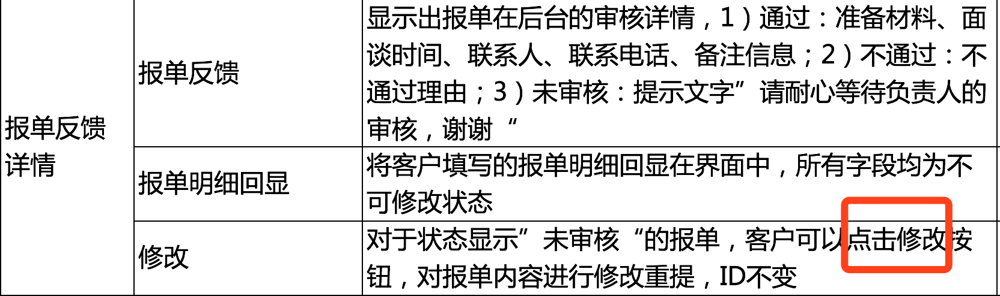 报单反馈
详情
报单反馈
显示出报单在后台的审核详情，1）通过：准备材料、面
谈时间、联系人、联系电话、备注信息；2）不通过：不
通过理由；3）未审核：提示文字”请耐心等待负责人的
审核，谢谢“
报单明细回显
将客户填写的报单明细回显在界面中，所有字段均为不
可修改状态
修改
对于状态显示”未审核“的报单，客户可以点击修改按
钮，对报单内容进行修改重提，ID不变